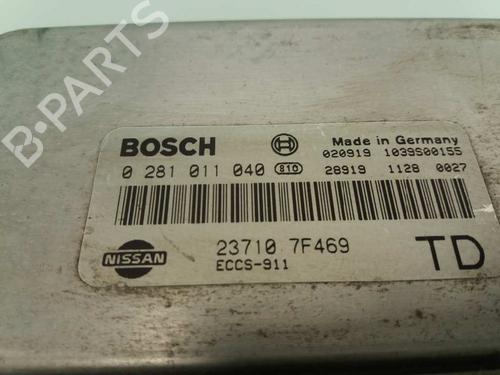 B-PARTS
BOSCH
Made in Germany
020919 1039S00155
0 281 011 040 810 28919 1128 0027
NISSAN
23710 7F469
ECCS-911
TD